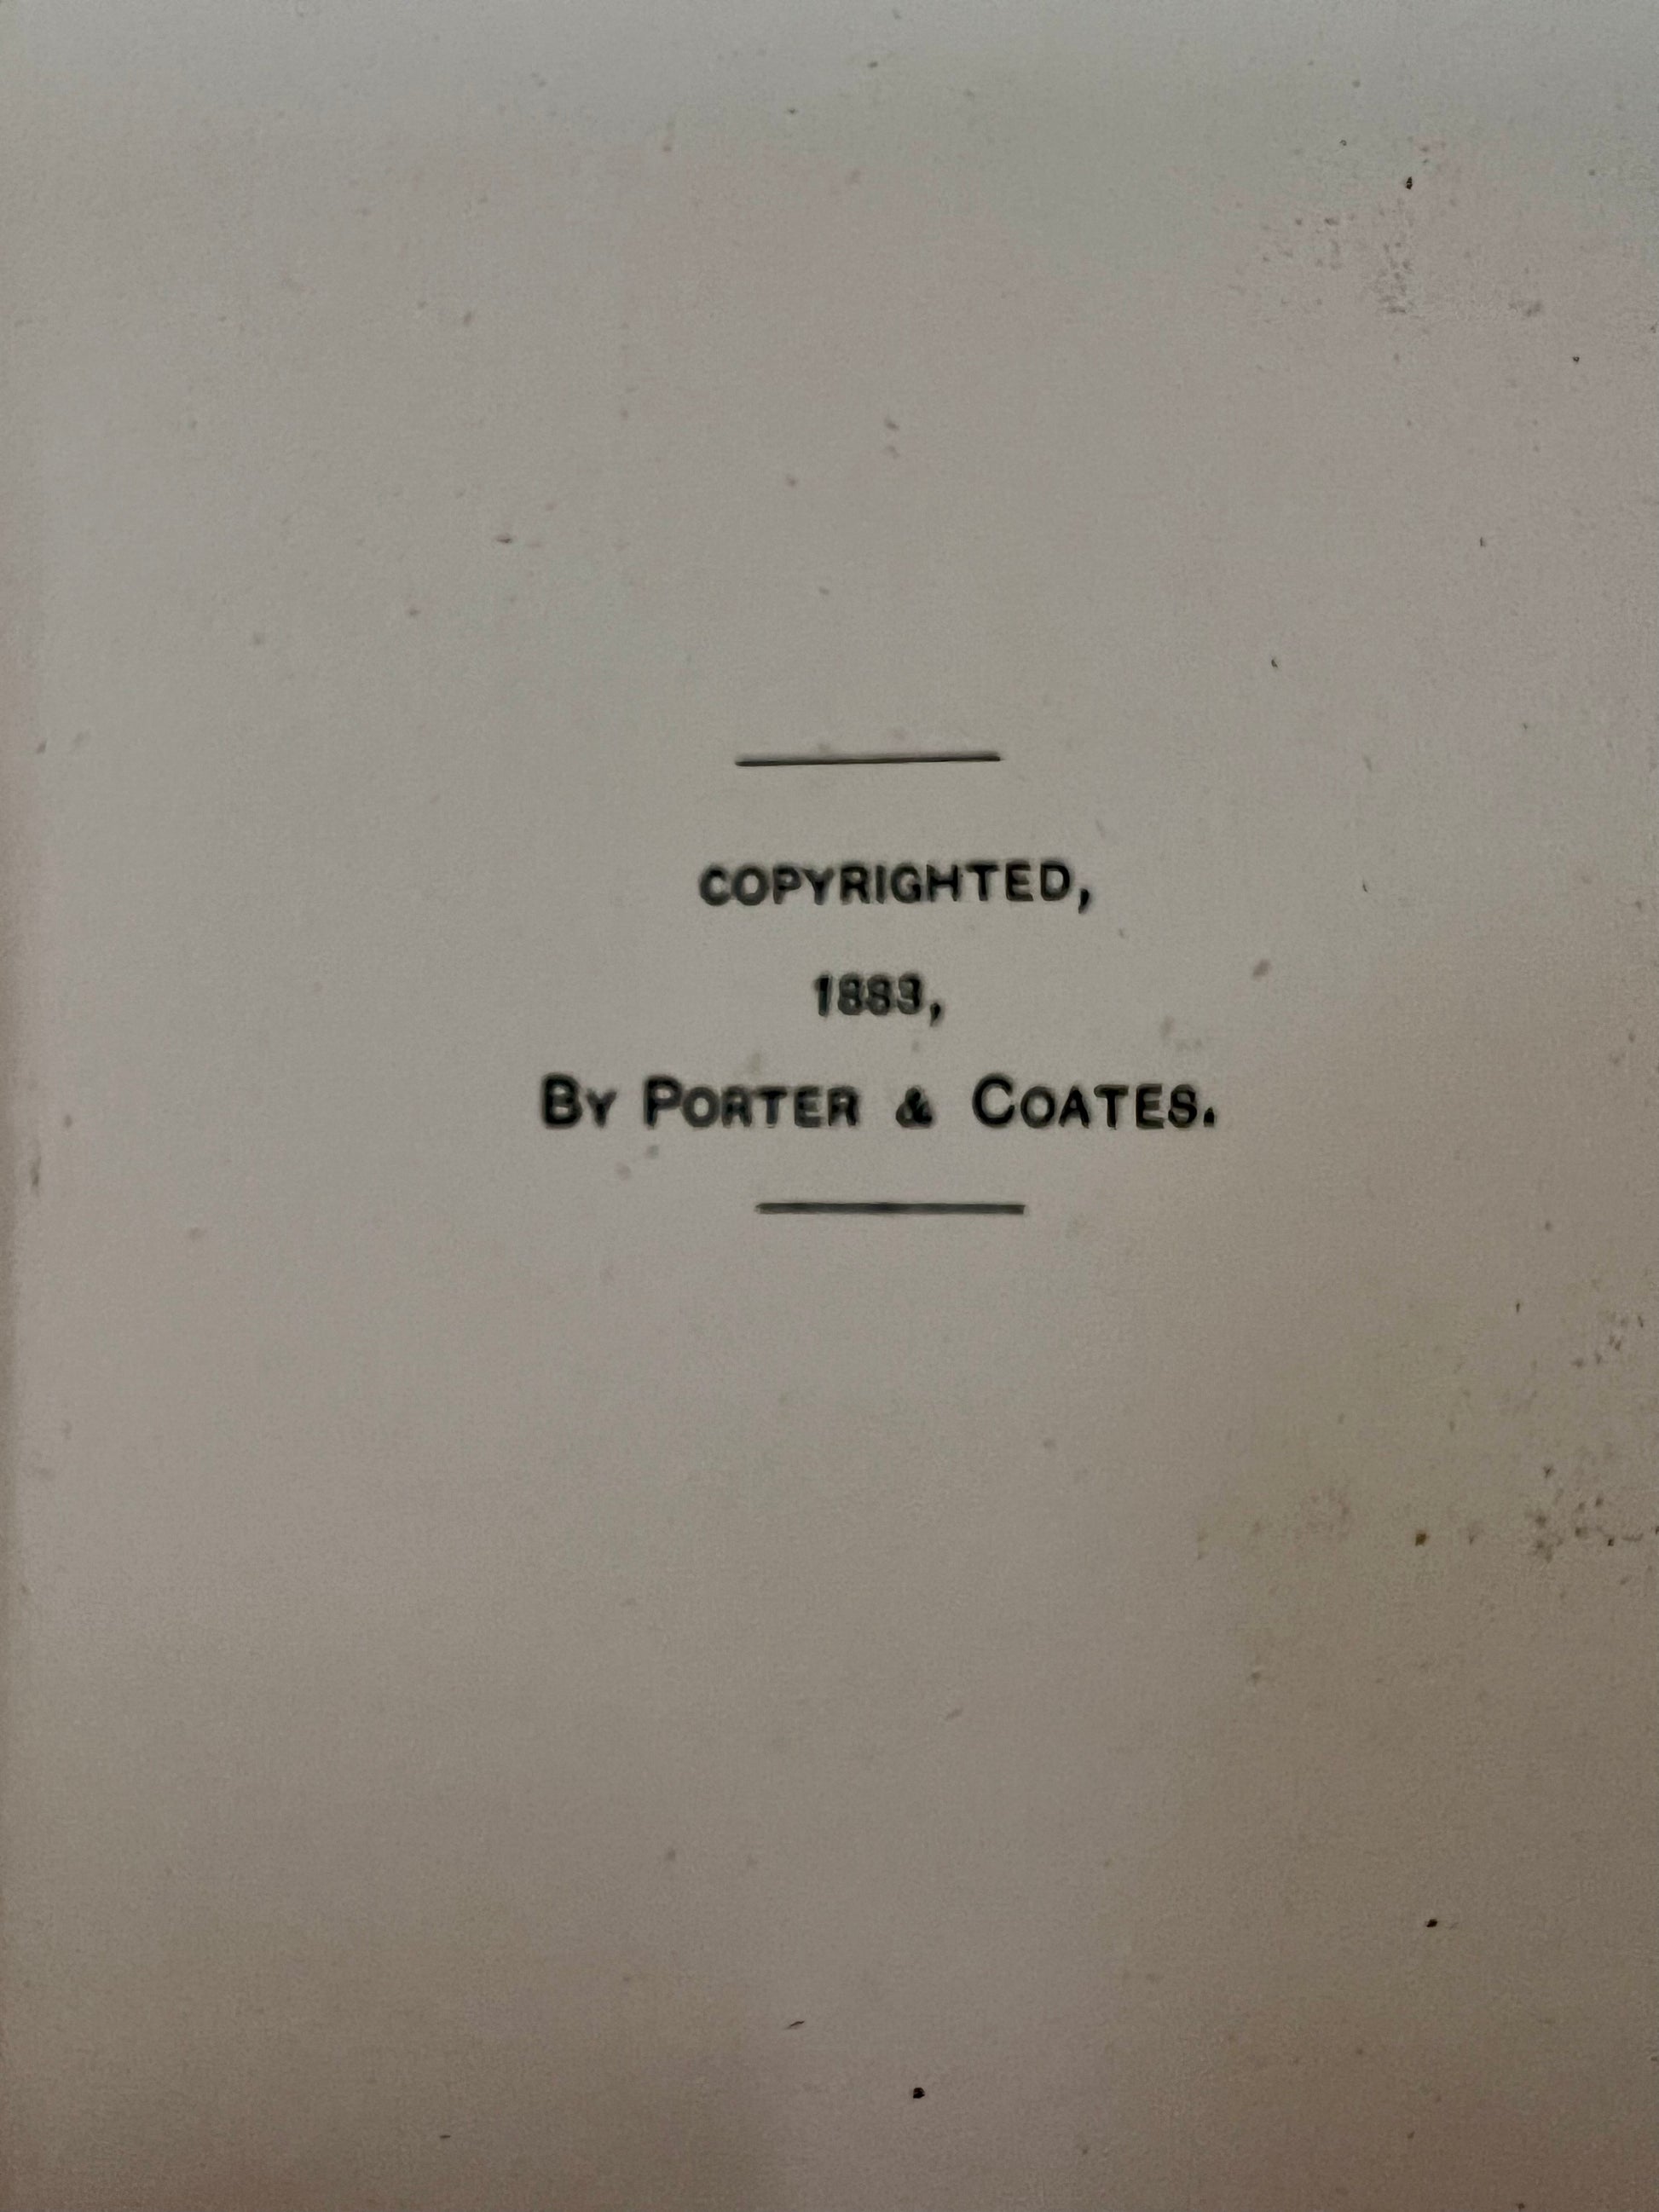 COPYRIGHTED,
1883,
BY PORTER & COATES.